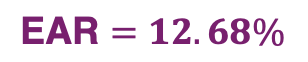 EAR = 12.68%